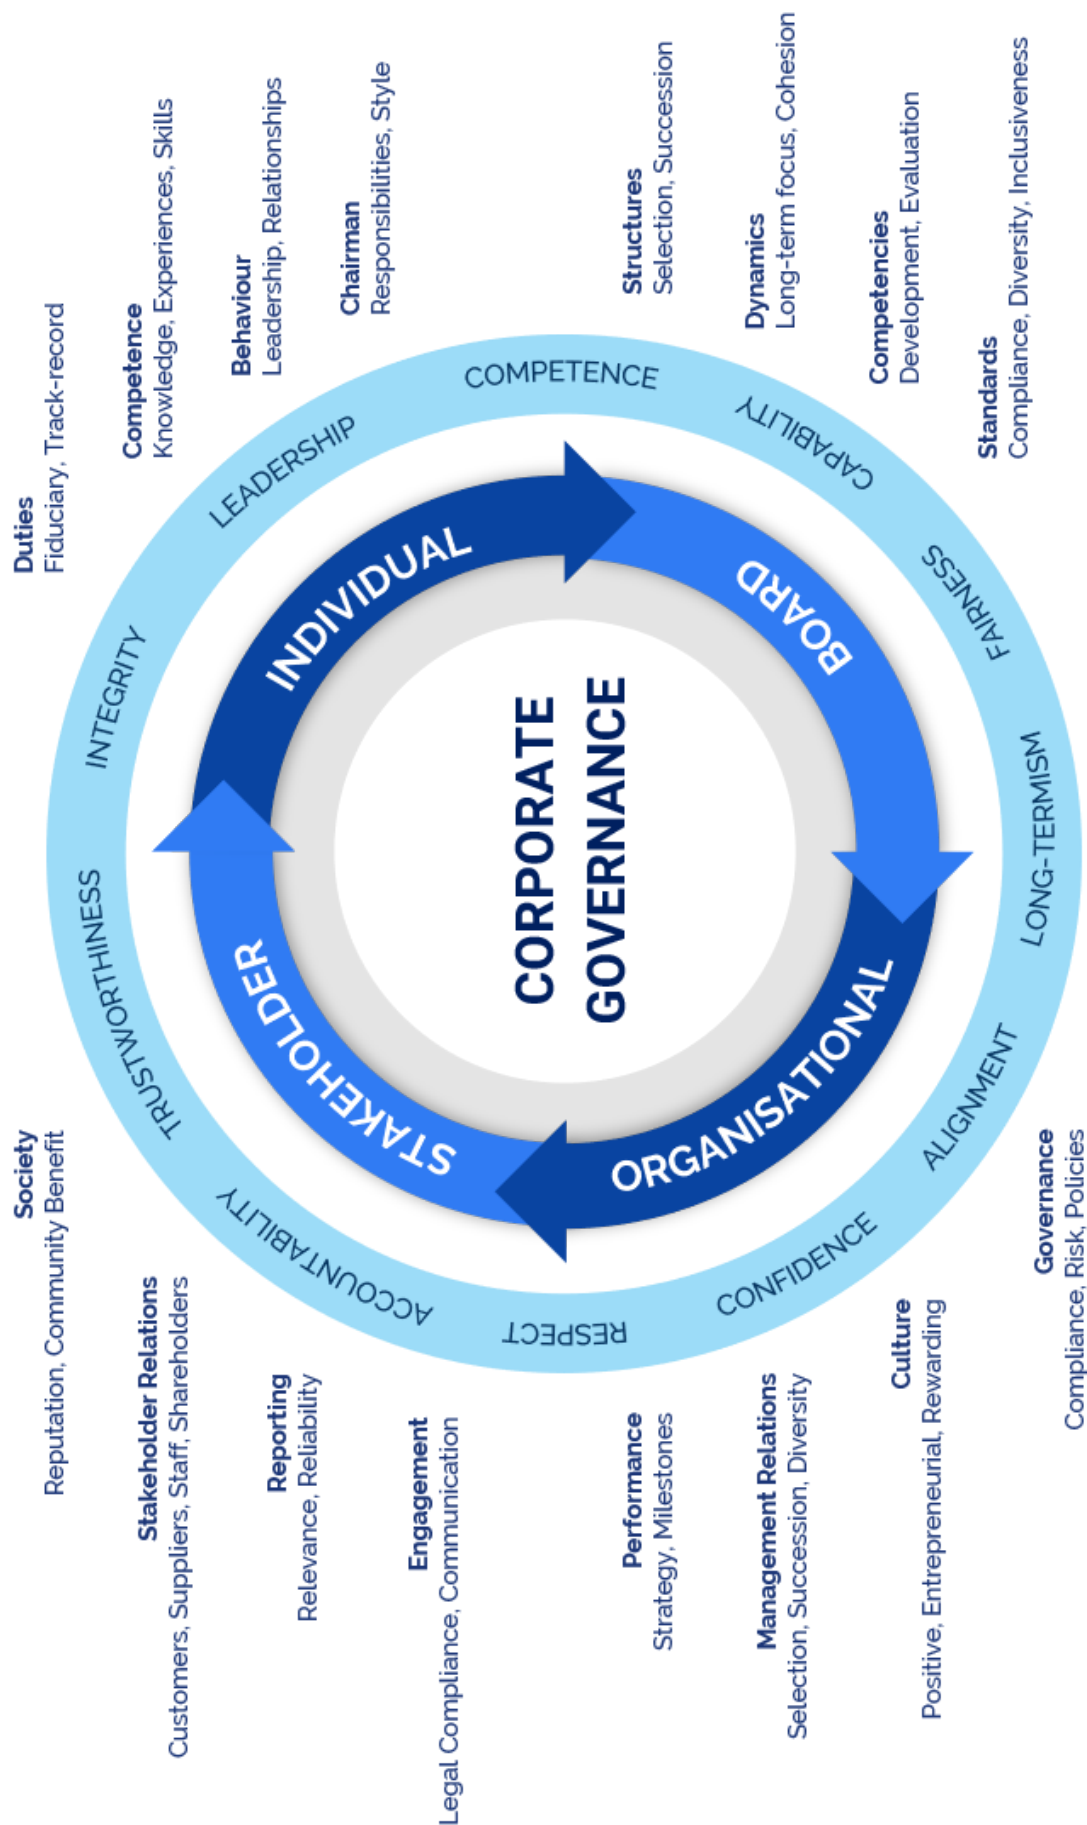 CORPORATE
GOVERNANCE
INDIVIDUAL
BOARD
ORGANISATIONAL
STAKEHOLDER
INTEGRITY
LEADERSHIP
COMPETENCE
CAPABILITY
FAIRNESS
LONG-TERMISM
ALIGNMENT
CONFIDENCE
RESPECT
ACCOUNTABILITY
TRUSTWORTHINESS
Duties
Fiduciary, Track-record
Competence
Knowledge, Experiences, Skills
Behaviour
Leadership, Relationships
Chairman
Responsibilities, Style
Structures
Selection, Succession
Dynamics
Long-term focus, Cohesion
Competencies
Development, Evaluation
Standards
Compliance, Diversity, Inclusiveness
Governance
Compliance, Risk, Policies
Culture
Positive, Entrepreneurial, Rewarding
Management Relations
Selection, Succession, Diversity
Performance
Strategy, Milestones
Engagement
Legal Compliance, Communication
Reporting
Relevance, Reliability
Stakeholder Relations
Customers, Suppliers, Staff, Shareholders
Society
Reputation, Community Benefit